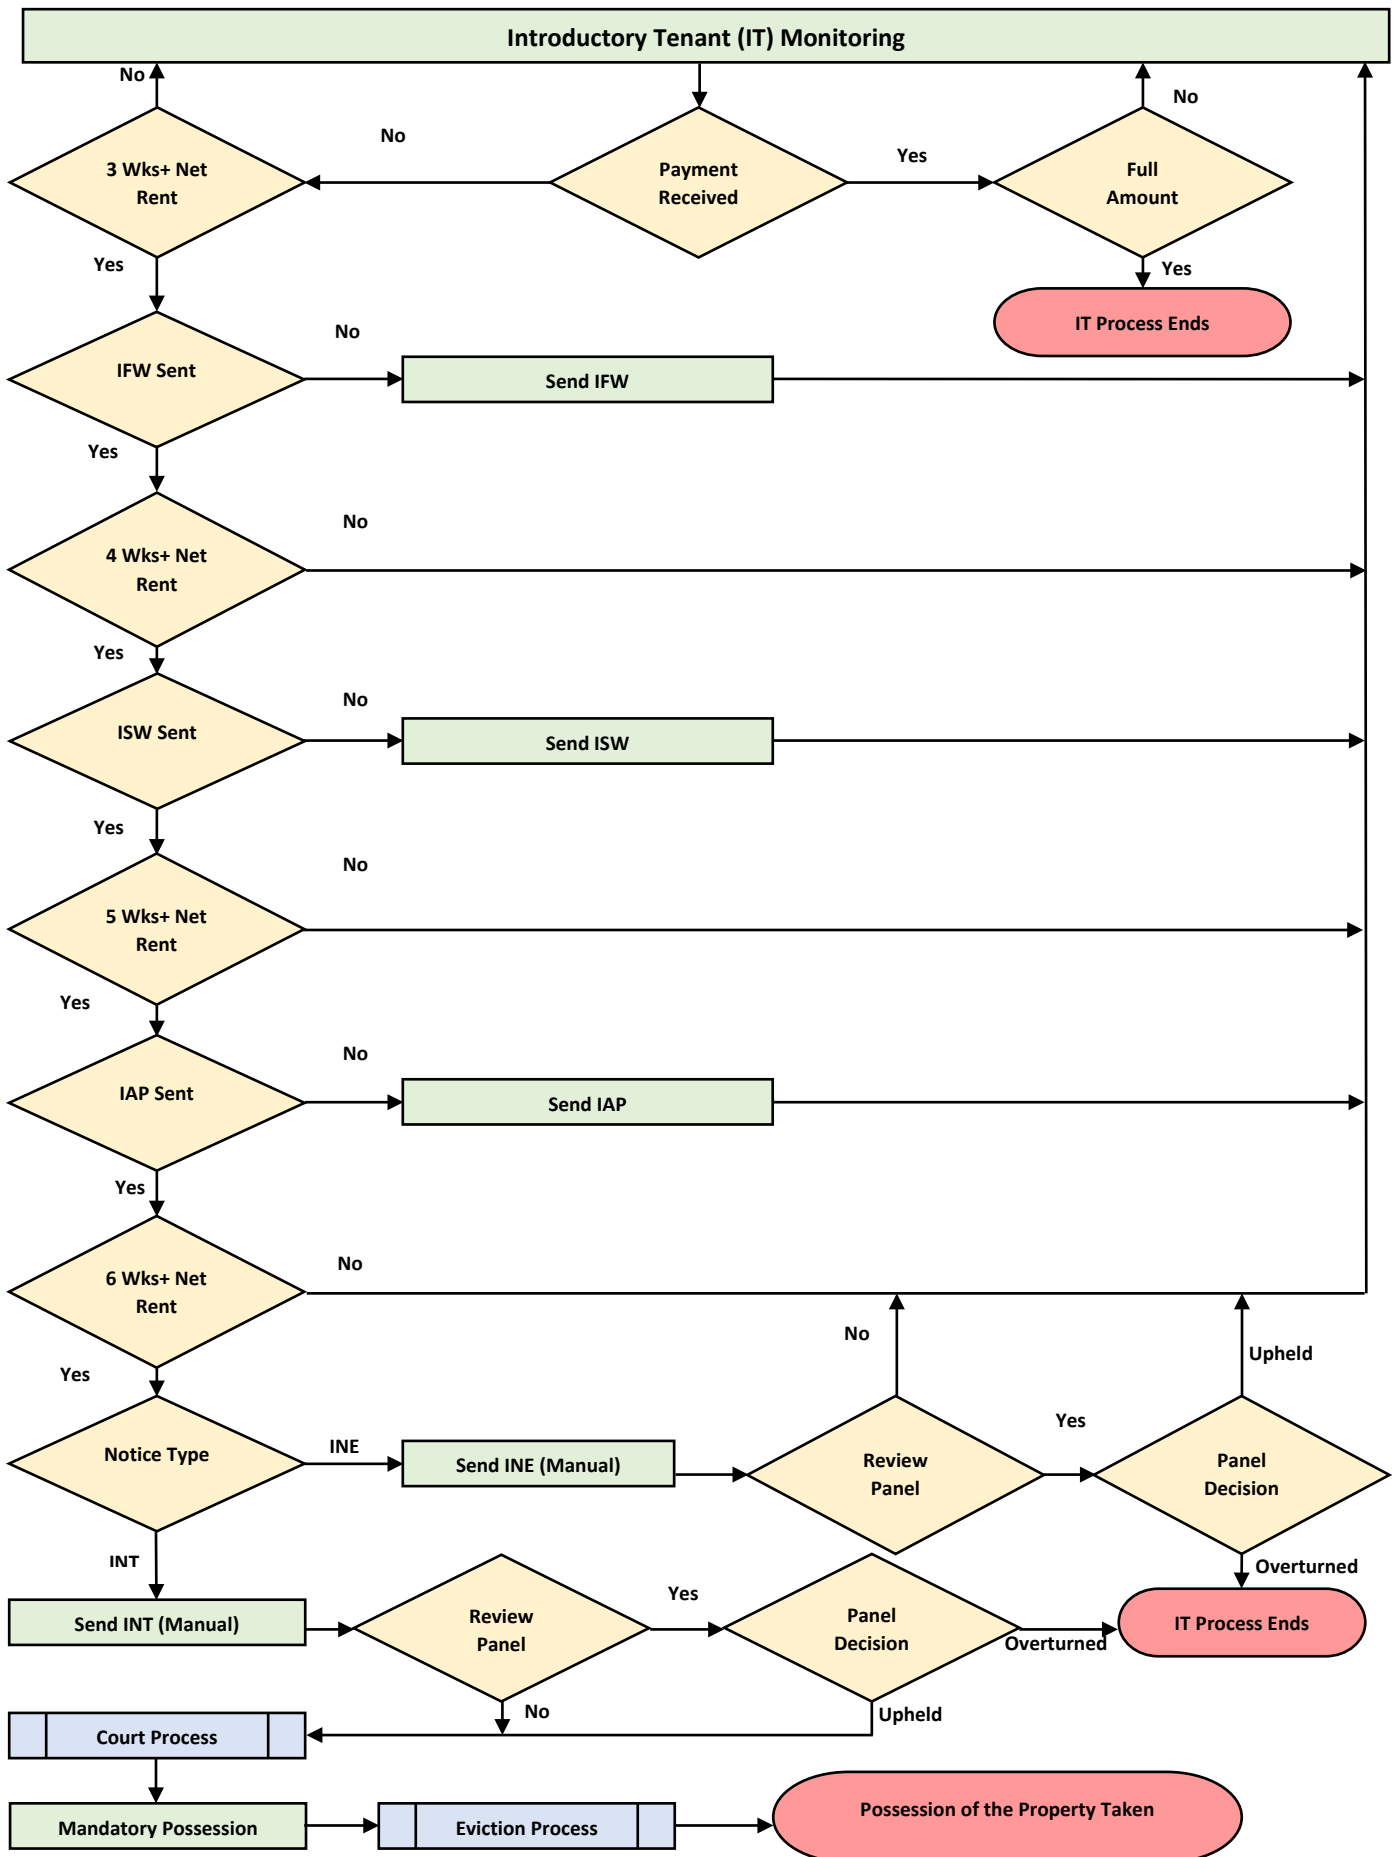 Introductory Tenant (IT) Monitoring
No
No
3 Wks+ Net
Rent
No
Payment
Received
Yes
Full
Amount
Yes
Yes
IT Process Ends
IFW Sent
No
Send IFW
Yes
4 Wks+ Net
Rent
No
Yes
ISW Sent
No
Send ISW
Yes
5 Wks+ Net
Rent
No
Yes
IAP Sent
No
Send IAP
Yes
6 Wks+ Net
Rent
No
No
Upheld
Yes
Notice Type
INE
Send INE (Manual)
Review
Panel
Yes
Panel
Decision
INT
Overturned
Send INT (Manual)
Review
Panel
Yes
Panel
Decision
Overturned
IT Process Ends
No
Upheld
Court Process
Mandatory Possession
Eviction Process
Possession of the Property Taken